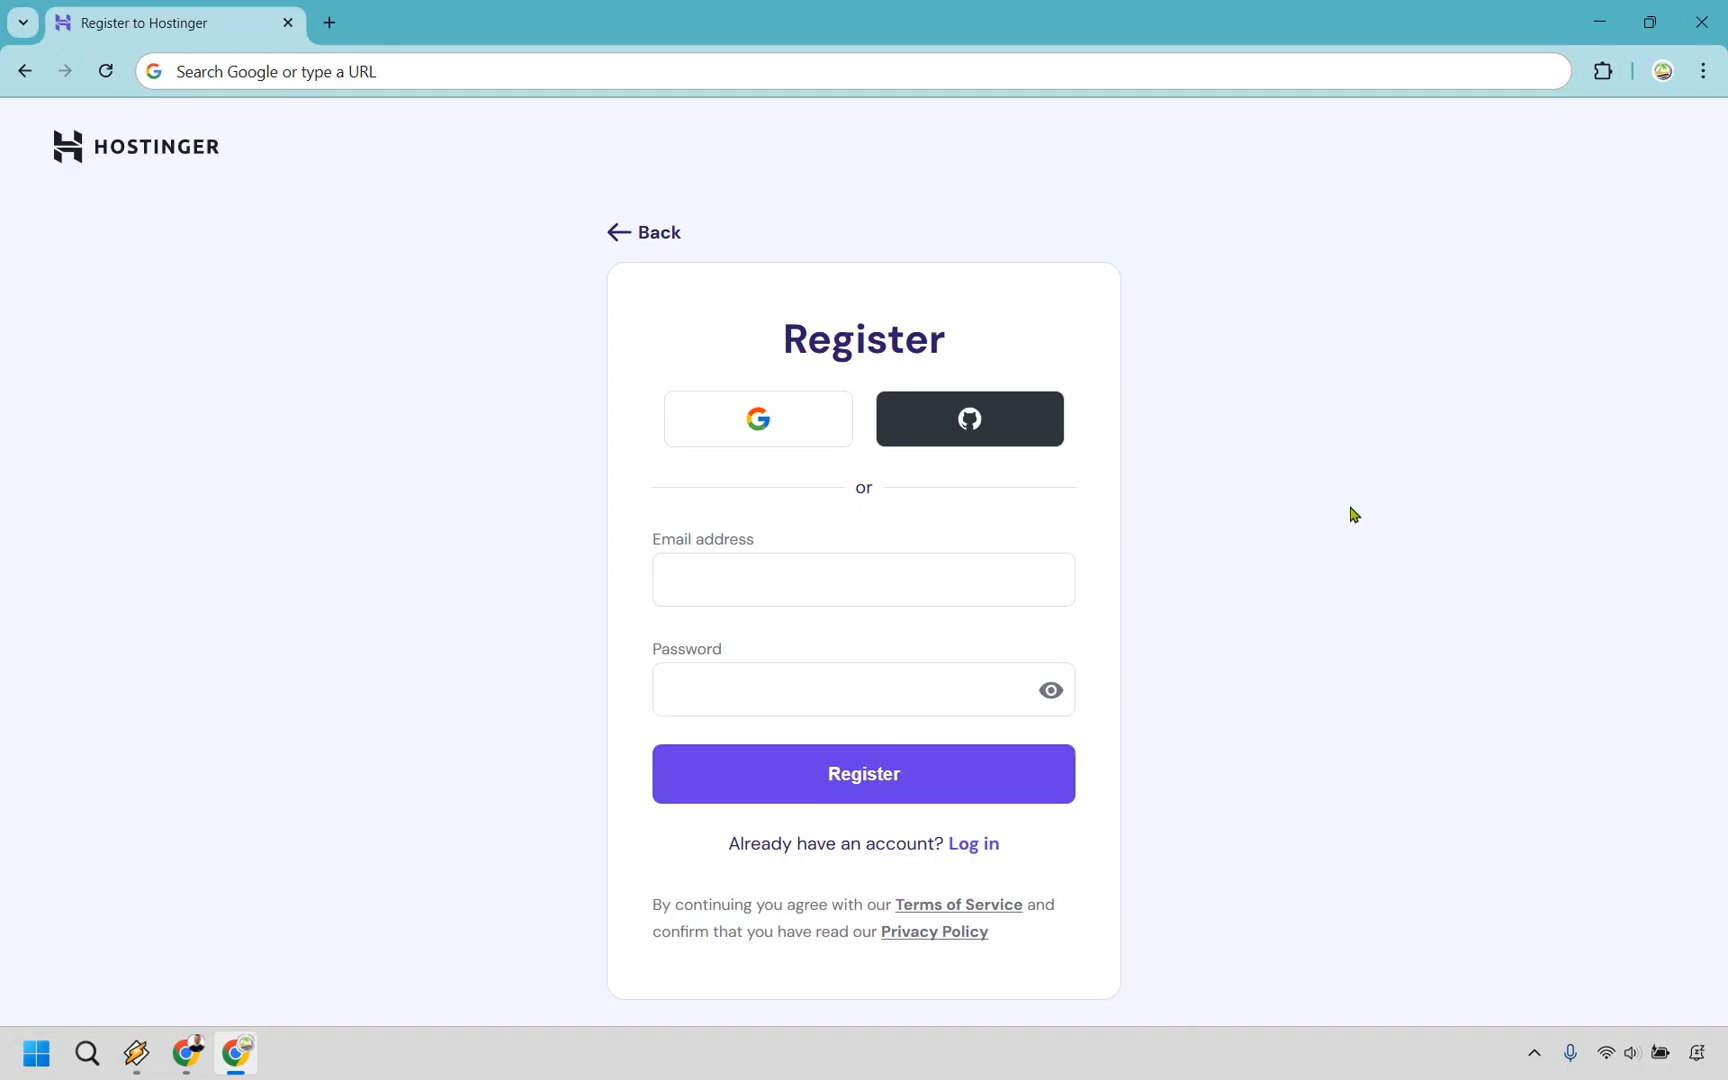 Register to Hostinger
Search Google or type a URL
HOSTINGER
Back
Register
or
Email address
Password
Register
Already have an account? Log in
By continuing you agree with our Terms of Service and
confirm that you have read our Privacy Policy